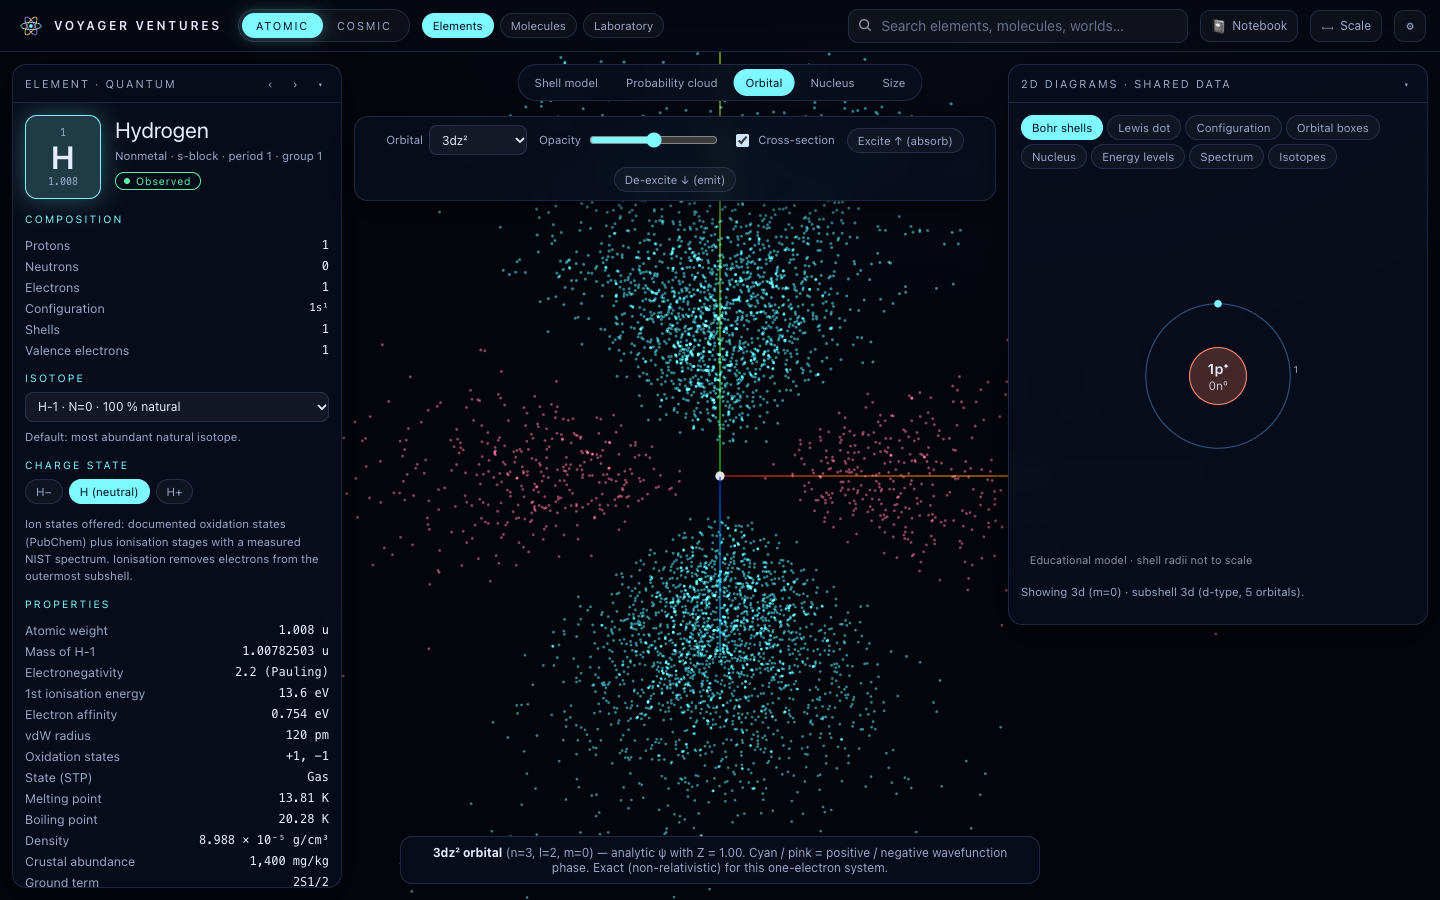 VOYAGER VENTURES
ATOMIC
COSMIC
Elements
Molecules
Laboratory
Search elements, molecules, worlds...
Notebook
Scale
ELEMENT · QUANTUM
1
H
1.008
Hydrogen
Nonmetal · s-block · period 1 · group 1
Observed
COMPOSITION
Protons 1
Neutrons 0
Electrons 1
Configuration 1s¹
Shells 1
Valence electrons 1
ISOTOPE
H-1 · N=0 · 100 % natural
Default: most abundant natural isotope.
CHARGE STATE
H− H (neutral) H+
Ion states offered: documented oxidation states
(PubChem) plus ionisation stages with a measured
NIST spectrum. Ionisation removes electrons from the
outermost subshell.
PROPERTIES
Atomic weight 1.008 u
Mass of H-1 1.00782503 u
Electronegativity 2.2 (Pauling)
1st ionisation energy 13.6 eV
Electron affinity 0.754 eV
vdW radius 120 pm
Oxidation states +1, −1
State (STP) Gas
Melting point 13.81 K
Boiling point 20.28 K
Density 8.988 × 10⁻⁵ g/cm³
Crustal abundance 1,400 mg/kg
Ground term 2S1/2
Shell model Probability cloud Orbital Nucleus Size
Orbital 3dz² Opacity Cross-section Excite ↑ (absorb)
De-excite ↓ (emit)
3dz² orbital (n=3, l=2, m=0) — analytic ψ with Z = 1.00. Cyan / pink = positive / negative wavefunction
phase. Exact (non-relativistic) for this one-electron system.
2D DIAGRAMS · SHARED DATA
Bohr shells Lewis dot Configuration Orbital boxes
Nucleus Energy levels Spectrum Isotopes
1p⁺
0n⁰
1
Educational model · shell radii not to scale
Showing 3d (m=0) · subshell 3d (d-type, 5 orbitals).